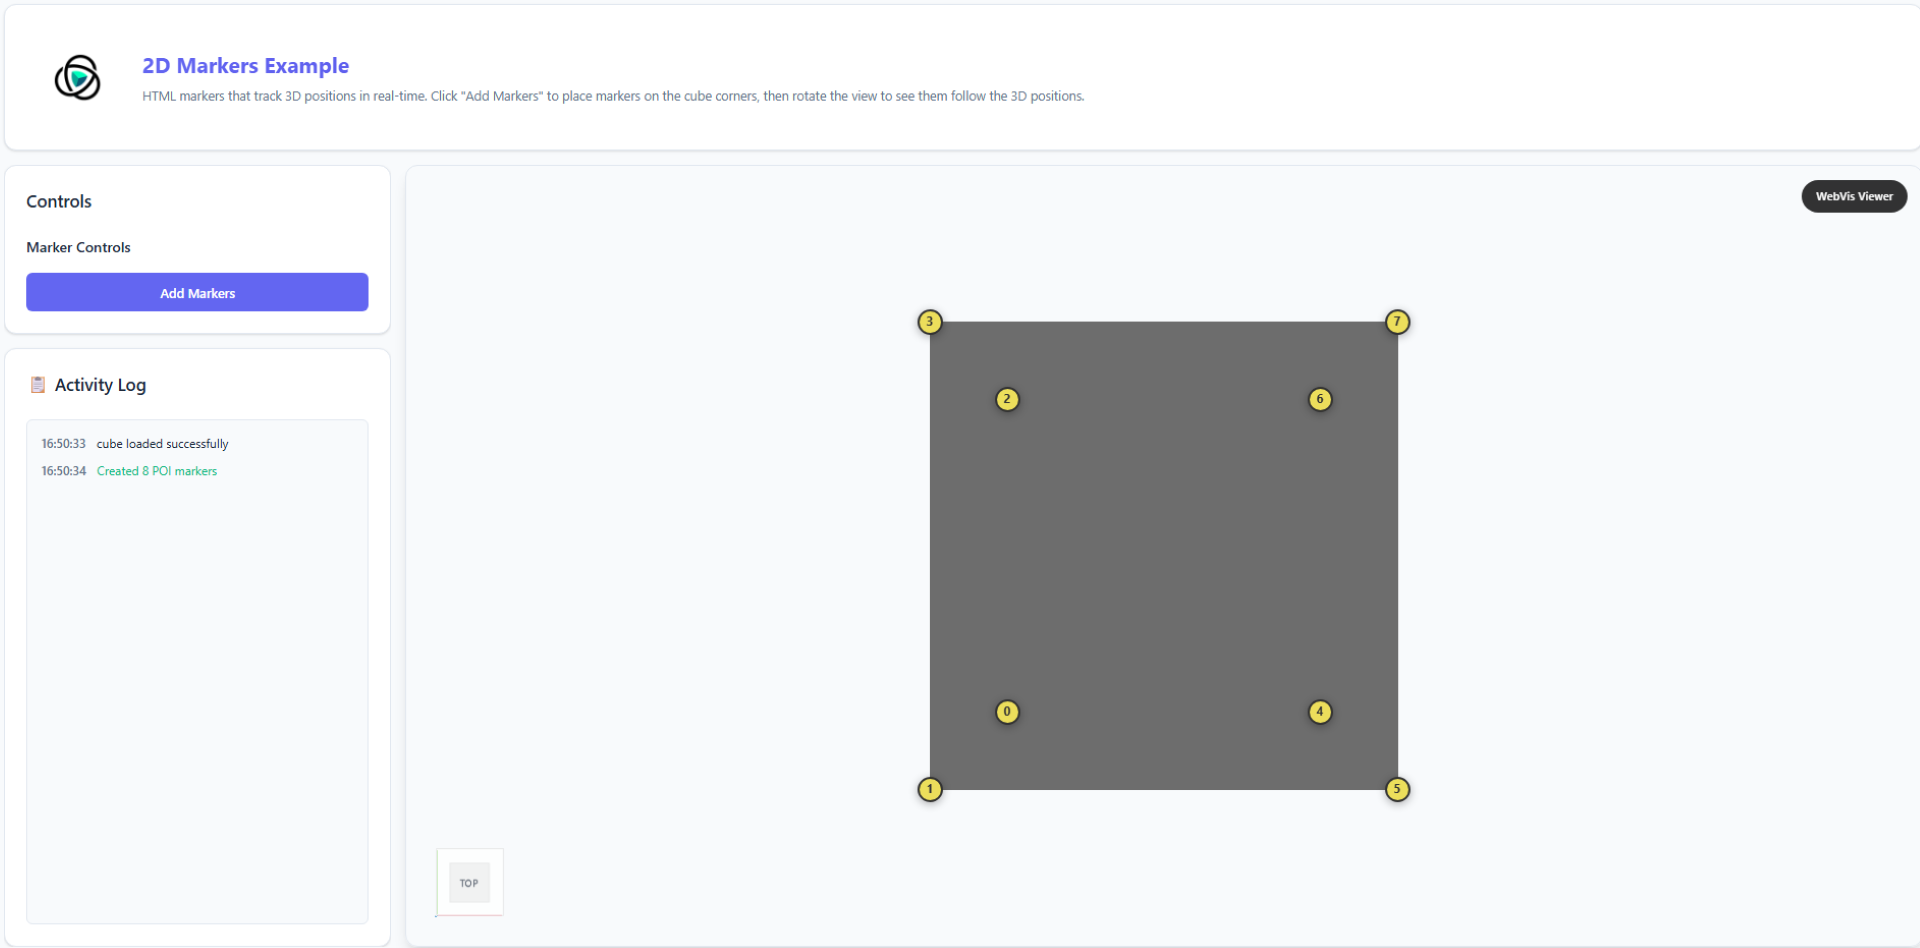 2D Markers Example
HTML markers that track 3D positions in real-time. Click "Add Markers" to place markers on the cube corners, then rotate the view to see them follow the 3D positions.
Controls
Marker Controls
Add Markers
Activity Log
16:50:33 cube loaded successfully
16:50:34 Created 8 POI markers
WebVis Viewer
3 7
2 6
0 4
1 5
TOP